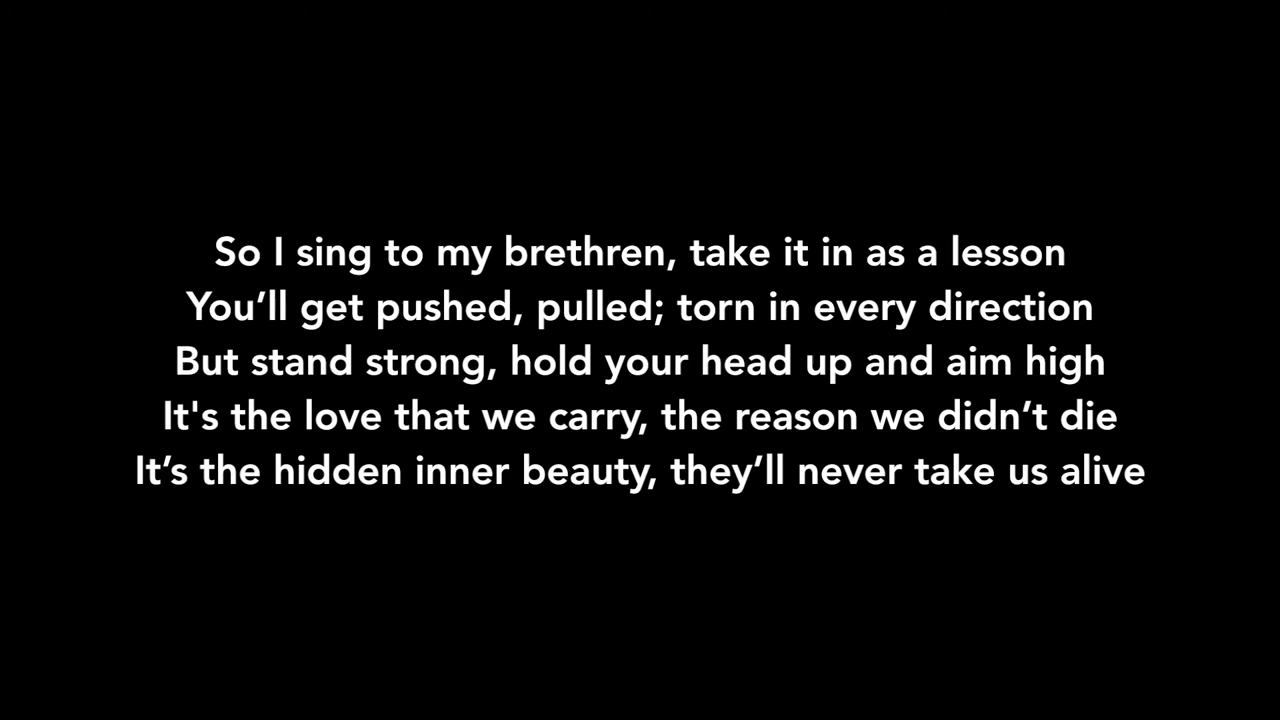 So I sing to my brethren, take it in as a lesson
You’ll get pushed, pulled; torn in every direction
But stand strong, hold your head up and aim high
It's the love that we carry, the reason we didn’t die
It’s the hidden inner beauty, they’ll never take us alive